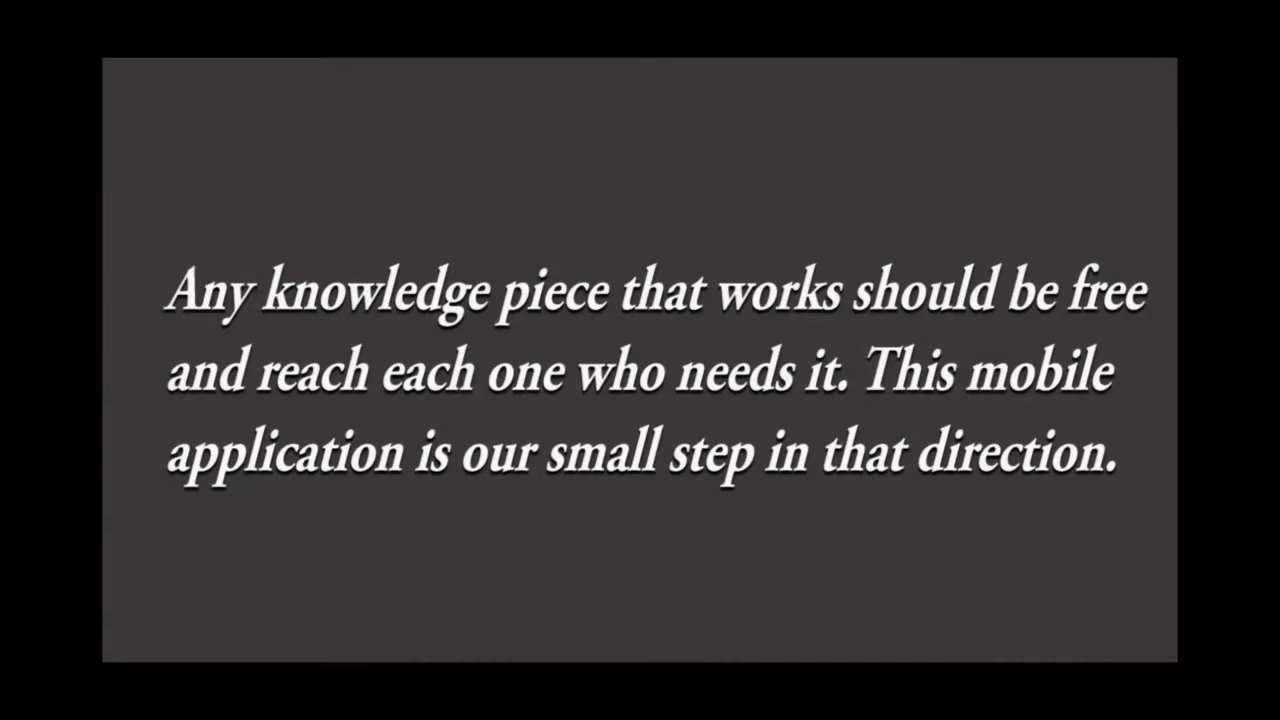 Any knowledge piece that works should be free
and reach each one who needs it. This mobile
application is our small step in that direction.